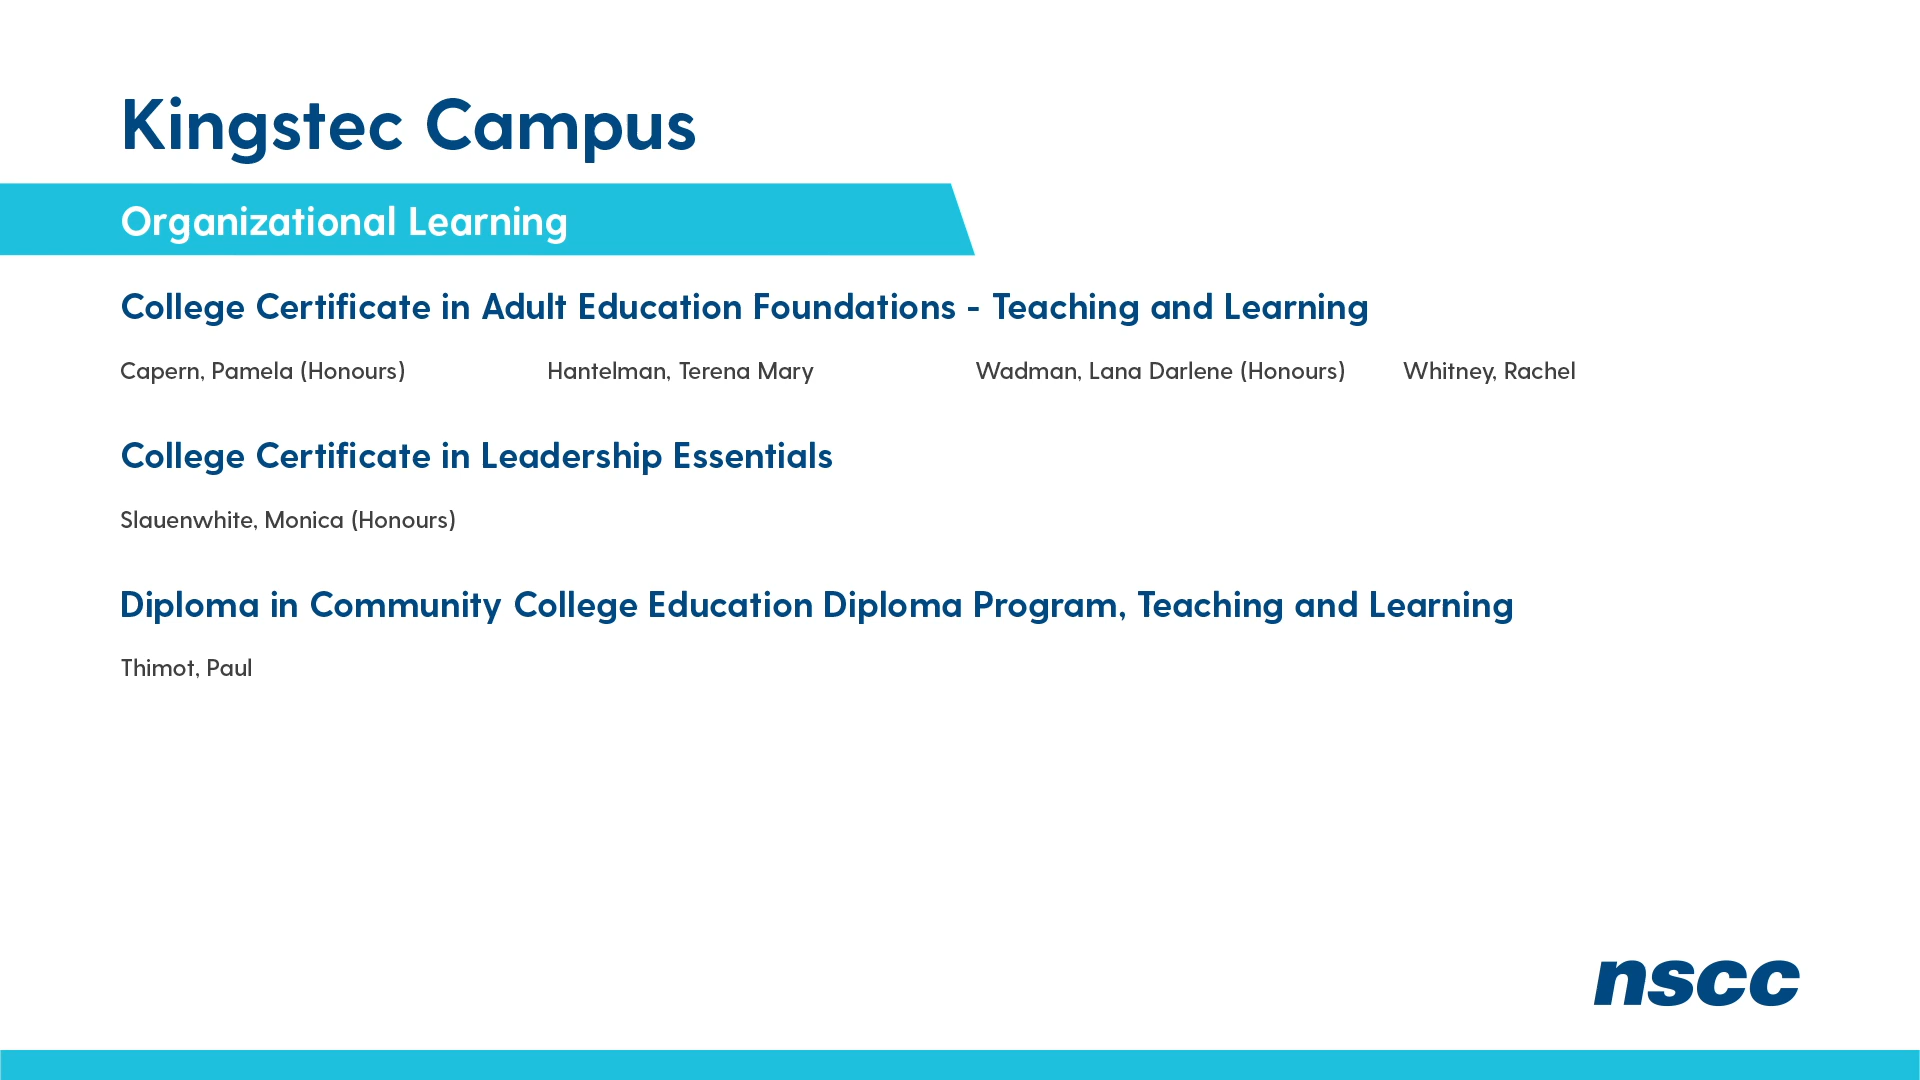 Kingstec Campus
Organizational Learning
College Certificate in Adult Education Foundations - Teaching and Learning
Capern, Pamela (Honours) Hantelman, Terena Mary Wadman, Lana Darlene (Honours) Whitney, Rachel
College Certificate in Leadership Essentials
Slauenwhite, Monica (Honours)
Diploma in Community College Education Diploma Program, Teaching and Learning
Thimot, Paul
nscc